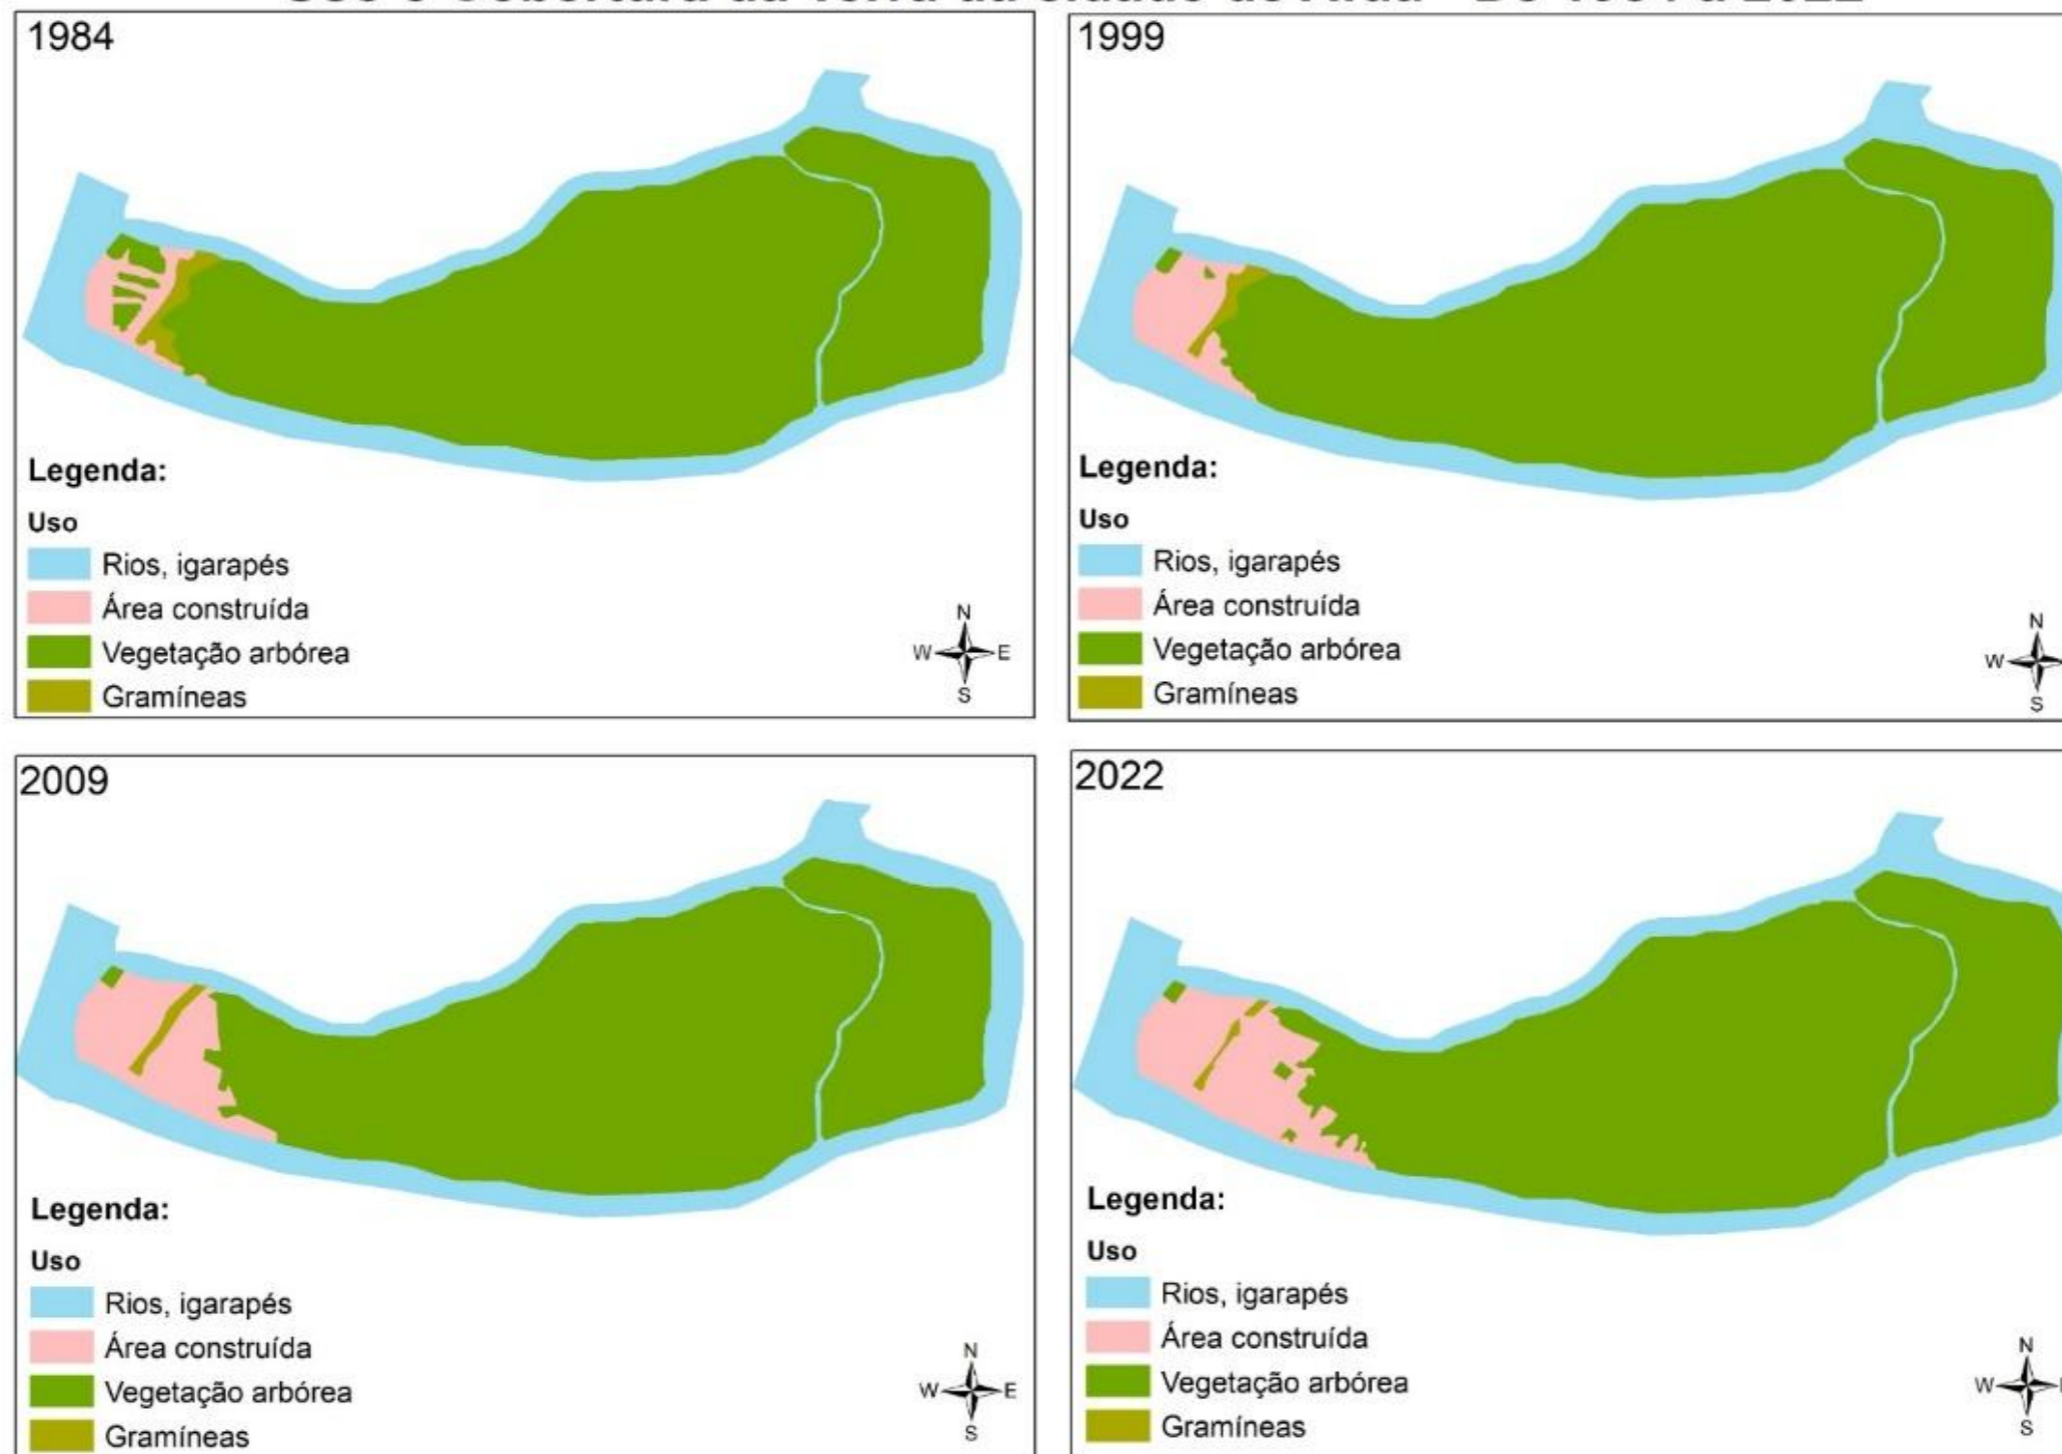 1984
Legenda:
Uso
Rios, igarapés
Área construída
Vegetação arbórea
Gramíneas
N
W E
S
1999
Legenda:
Uso
Rios, igarapés
Área construída
Vegetação arbórea
Gramíneas
N
W
S
2009
Legenda:
Uso
Rios, igarapés
Área construída
Vegetação arbórea
Gramíneas
N
W E
S
2022
Legenda:
Uso
Rios, igarapés
Área construída
Vegetação arbórea
Gramíneas
N
W
S